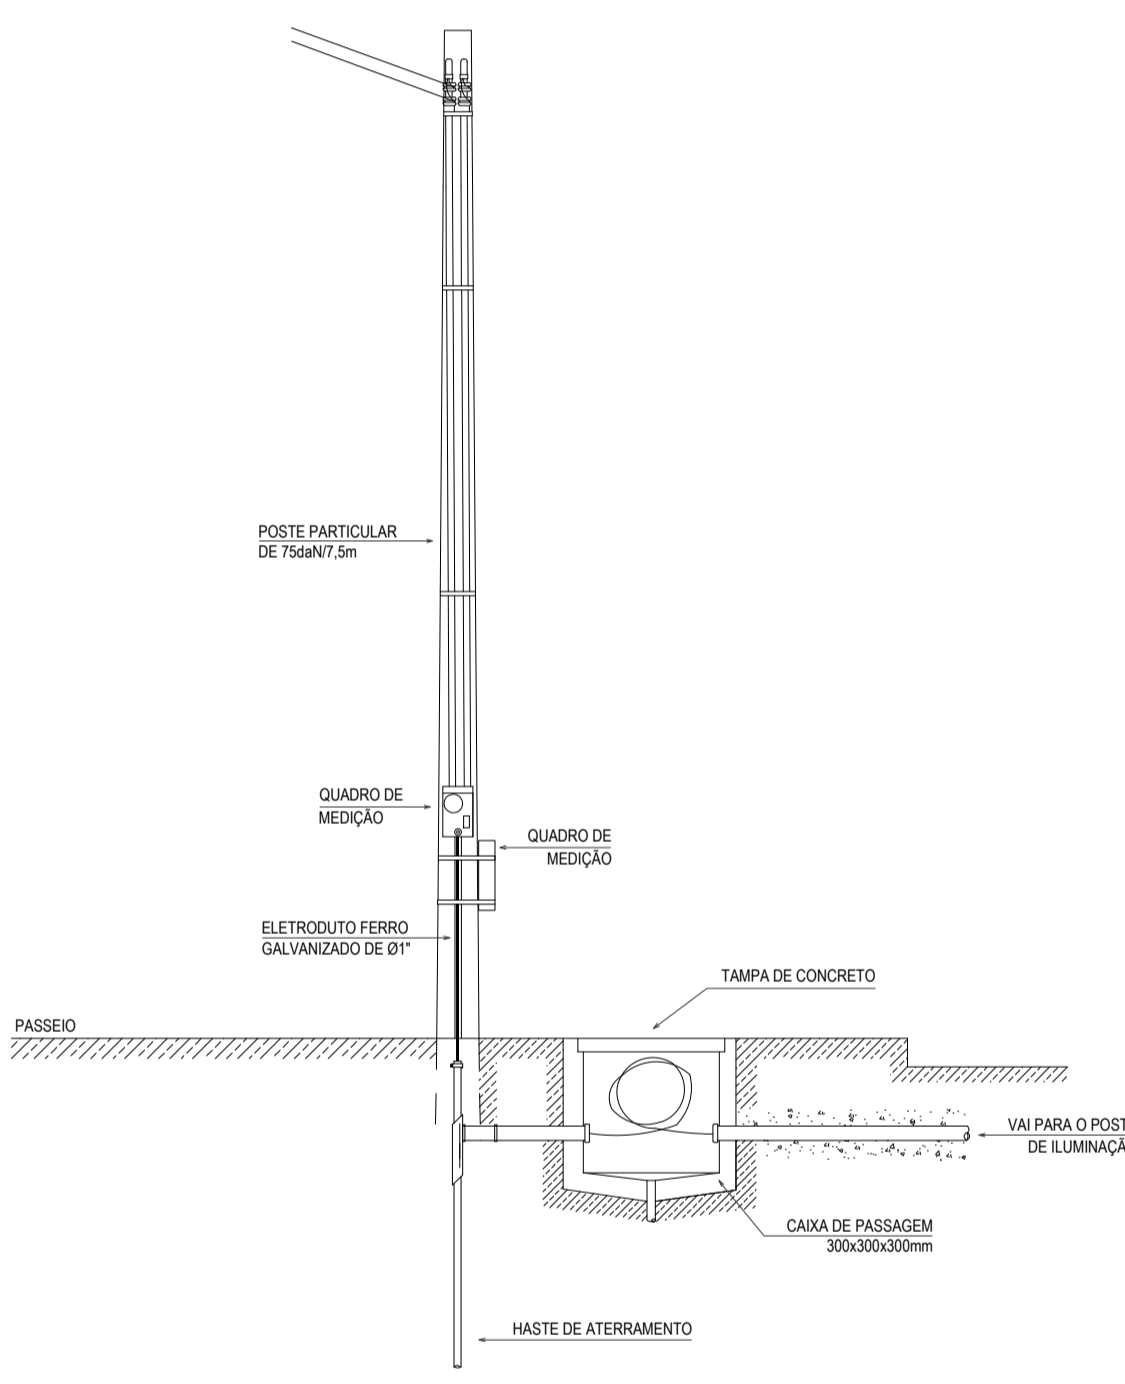 POSTE PARTICULAR
DE 75daN/7,5m
QUADRO DE
MEDIÇÃO
QUADRO DE
MEDIÇÃO
ELETRODUTO FERRO
GALVANIZADO DE Ø1"
TAMPA DE CONCRETO
PASSEIO
VAI PARA O POST
DE ILUMINAÇÃ
CAIXA DE PASSAGEM
300x300x300mm
HASTE DE ATERRAMENTO